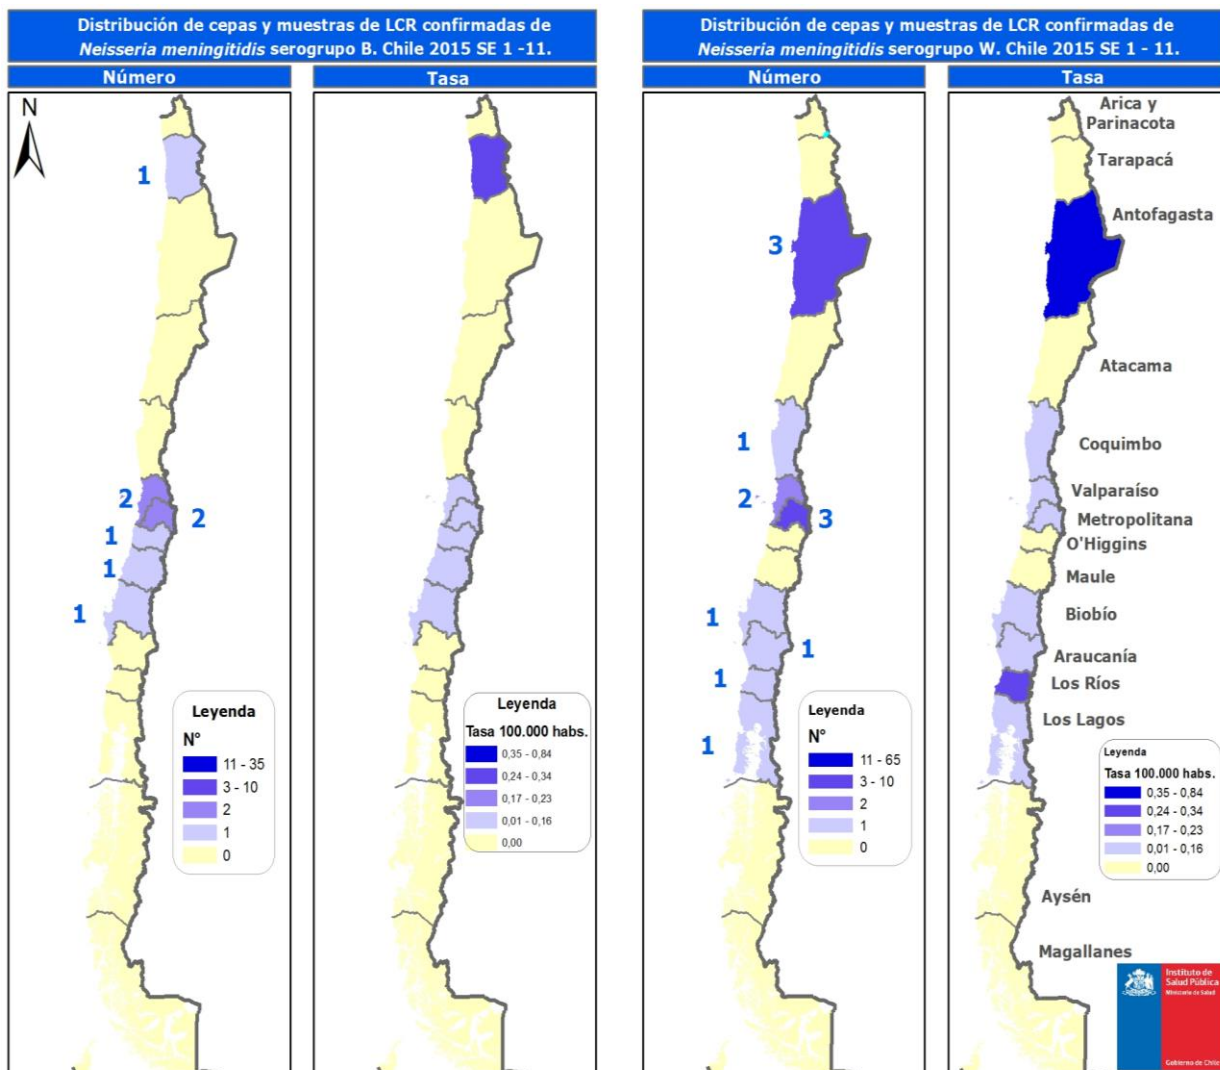 Distribución de cepas y muestras de LCR confirmadas de
Neisseria meningitidis serogrupo B. Chile 2015 SE 1 -11.
Número
Tasa
N
1
2
2
1
1
1
Leyenda
N°
11 - 35
3 - 10
2
1
0
Leyenda
Tasa 100.000 habs.
0,35 - 0,84
0,24 - 0,34
0,17 - 0,23
0,01 - 0,16
0,00
Distribución de cepas y muestras de LCR confirmadas de
Neisseria meningitidis serogrupo W. Chile 2015 SE 1 - 11.
Número
Tasa
3
1
2
3
1
1
1
1
Leyenda
N°
11 - 65
3 - 10
2
1
0
Arica y
Parinacota
Tarapacá
Antofagasta
Atacama
Coquimbo
Valparaíso
Metropolitana
O'Higgins
Maule
Biobío
Araucanía
Los Ríos
Los Lagos
Leyenda
Tasa 100.000 habs.
0,35 - 0,84
0,24 - 0,34
0,17 - 0,23
0,01 - 0,16
0,00
Aysén
Magallanes
Instituto de
Salud Pública
Ministerio de Salud
Gobierno de Chile